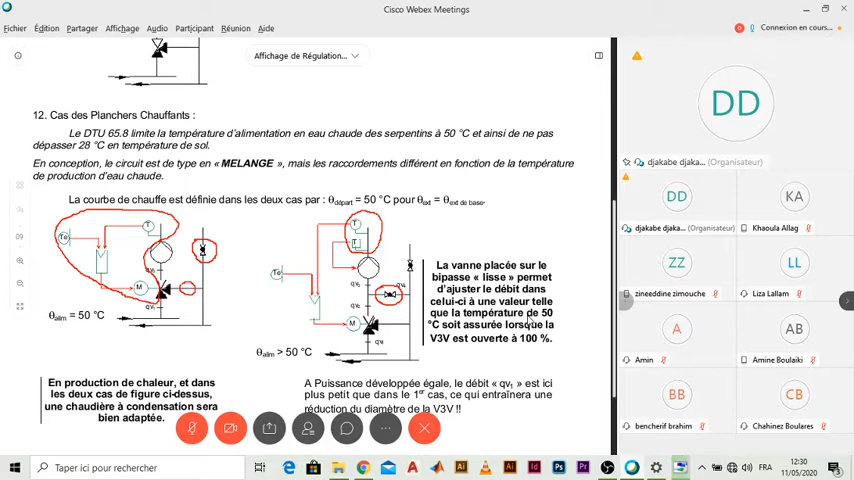 Cisco Webex Meetings
Fichier Édition Partager Affichage Audio Participant Réunion Aide
Connexion en cours…
Affichage de Régulation...
12. Cas des Planchers Chauffants :
Le DTU 65.8 limite la température d'alimentation en eau chaude des serpentins à 50 °C et ainsi de ne pas
dépasser 28 °C en température de sol.
En conception, le circuit est de type en « MELANGE », mais les raccordements différent en fonction de la température
de production d'eau chaude.
La courbe de chauffe est définie dans les deux cas par : θdépart = 50 °C pour θext = θext de base.
T
Te
M
θalim = 50 °C
T
T
Te
M
θalim > 50 °C
La vanne placée sur le
bipasse « lisse » permet
d'ajuster le débit dans
celui-ci à une valeur telle
que la température de 50
°C soit assurée lorsque la
V3V est ouverte à 100 %.
En production de chaleur, et dans
les deux cas de figure ci-dessus,
une chaudière à condensation sera
bien adaptée.
A Puissance développée égale, le débit « qv1 » est ici
plus petit que dans le 1er cas, ce qui entraînera une
réduction du diamètre de la V3V !!
DD
djakabe djaka... (Organisateur)
DD
djakabe djaka... (Organisateur)
KA
Khaoula Allag
ZZ
zineeddine zimouche
LL
Liza Lallam
A
Amin
AB
Amine Boulaiki
BB
bencherif brahim
CB
Chahinez Boulares
Taper ici pour rechercher
FRA
12:30
11/05/2020